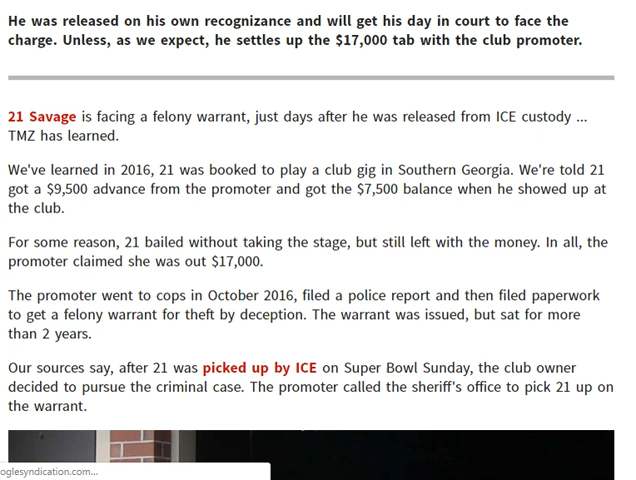 He was released on his own recognizance and will get his day in court to face the
charge. Unless, as we expect, he settles up the $17,000 tab with the club promoter.
21 Savage is facing a felony warrant, just days after he was released from ICE custody ...
TMZ has learned.
We've learned in 2016, 21 was booked to play a club gig in Southern Georgia. We're told 21
got a $9,500 advance from the promoter and got the $7,500 balance when he showed up at
the club.
For some reason, 21 bailed without taking the stage, but still left with the money. In all, the
promoter claimed she was out $17,000.
The promoter went to cops in October 2016, filed a police report and then filed paperwork
to get a felony warrant for theft by deception. The warrant was issued, but sat for more
than 2 years.
Our sources say, after 21 was picked up by ICE on Super Bowl Sunday, the club owner
decided to pursue the criminal case. The promoter called the sheriff's office to pick 21 up on
the warrant.
oglesyndication.com...